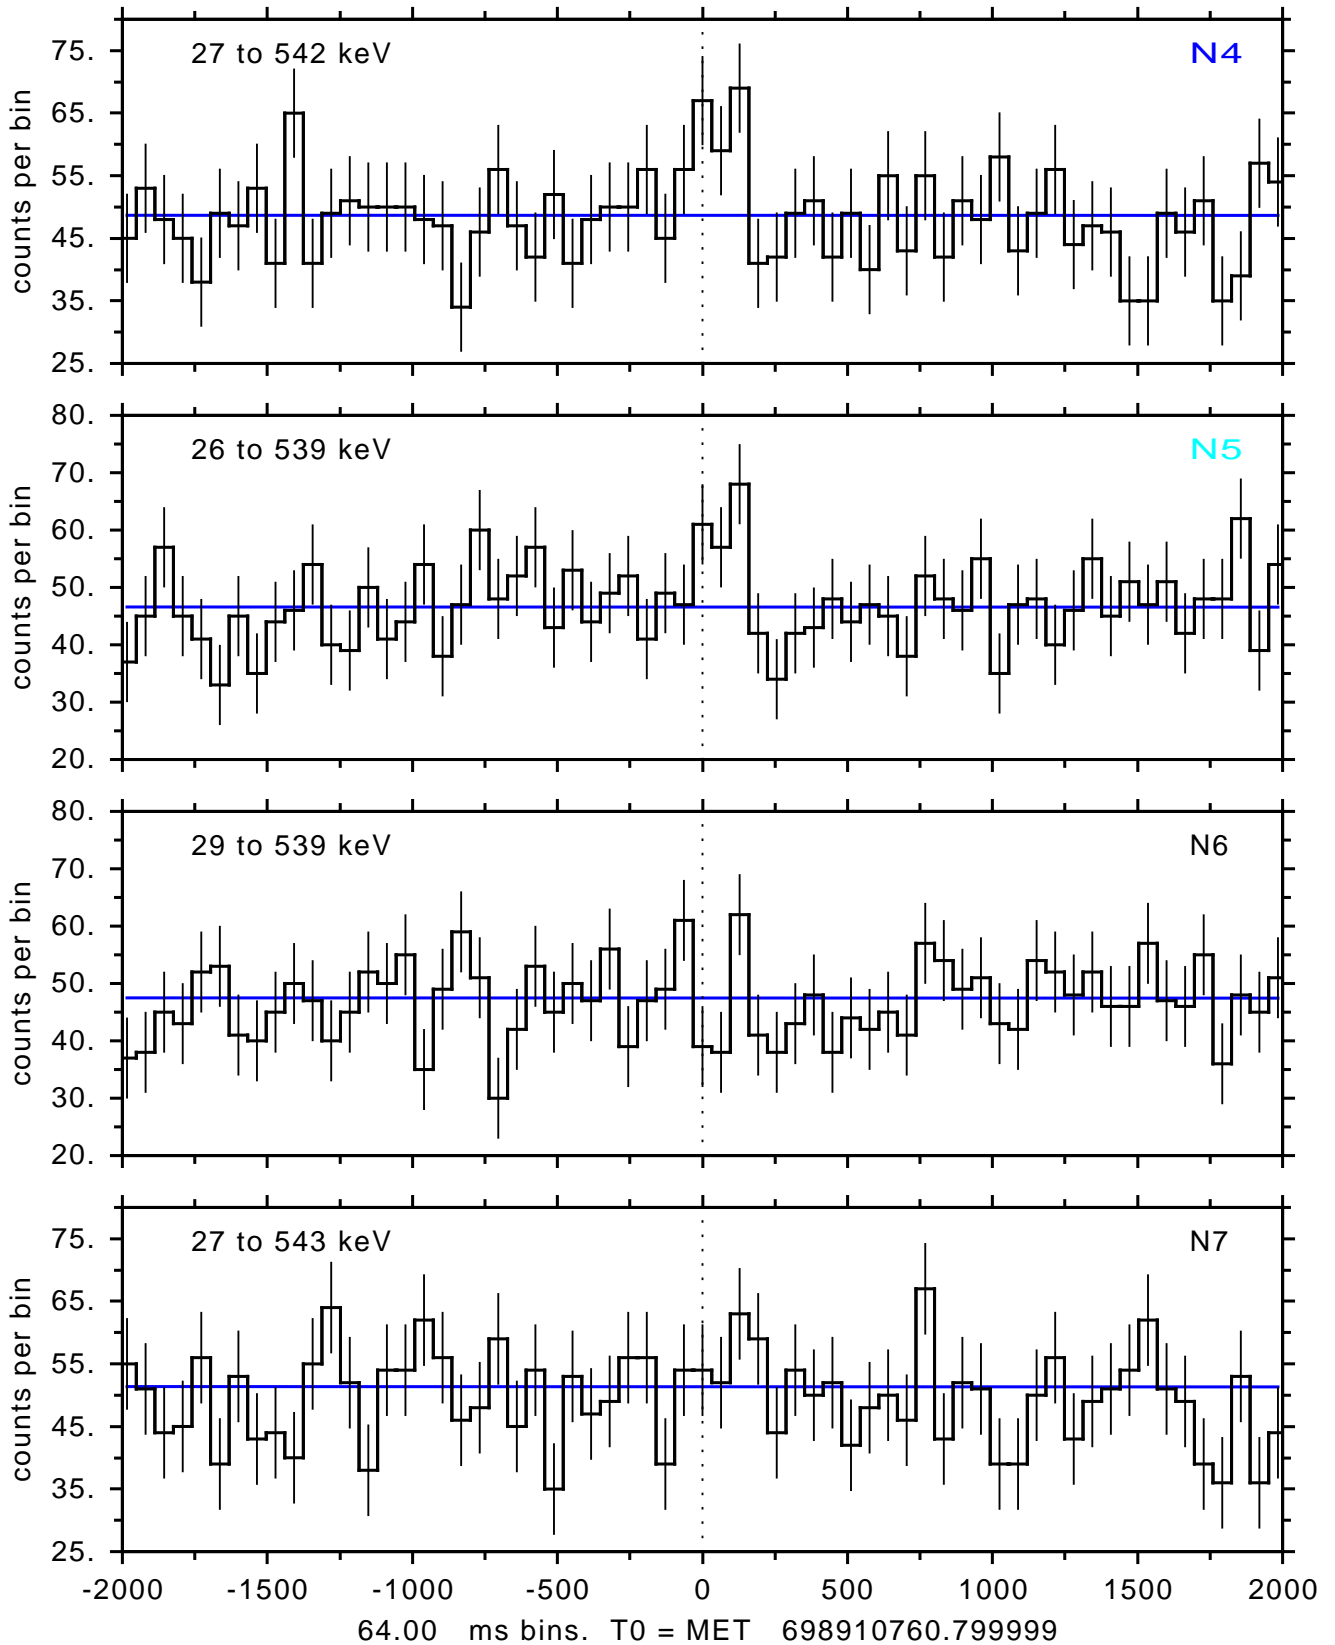 27 to 542 keV N4
75.
65.
55.
45.
35.
25.
counts per bin
26 to 539 keV N5
80.
70.
60.
50.
40.
30.
20.
counts per bin
29 to 539 keV N6
80.
70.
60.
50.
40.
30.
20.
counts per bin
27 to 543 keV N7
75.
65.
55.
45.
35.
25.
counts per bin
-2000 -1500 -1000 -500 0 500 1000 1500 2000
64.00 ms bins. T0 = MET 698910760.799999